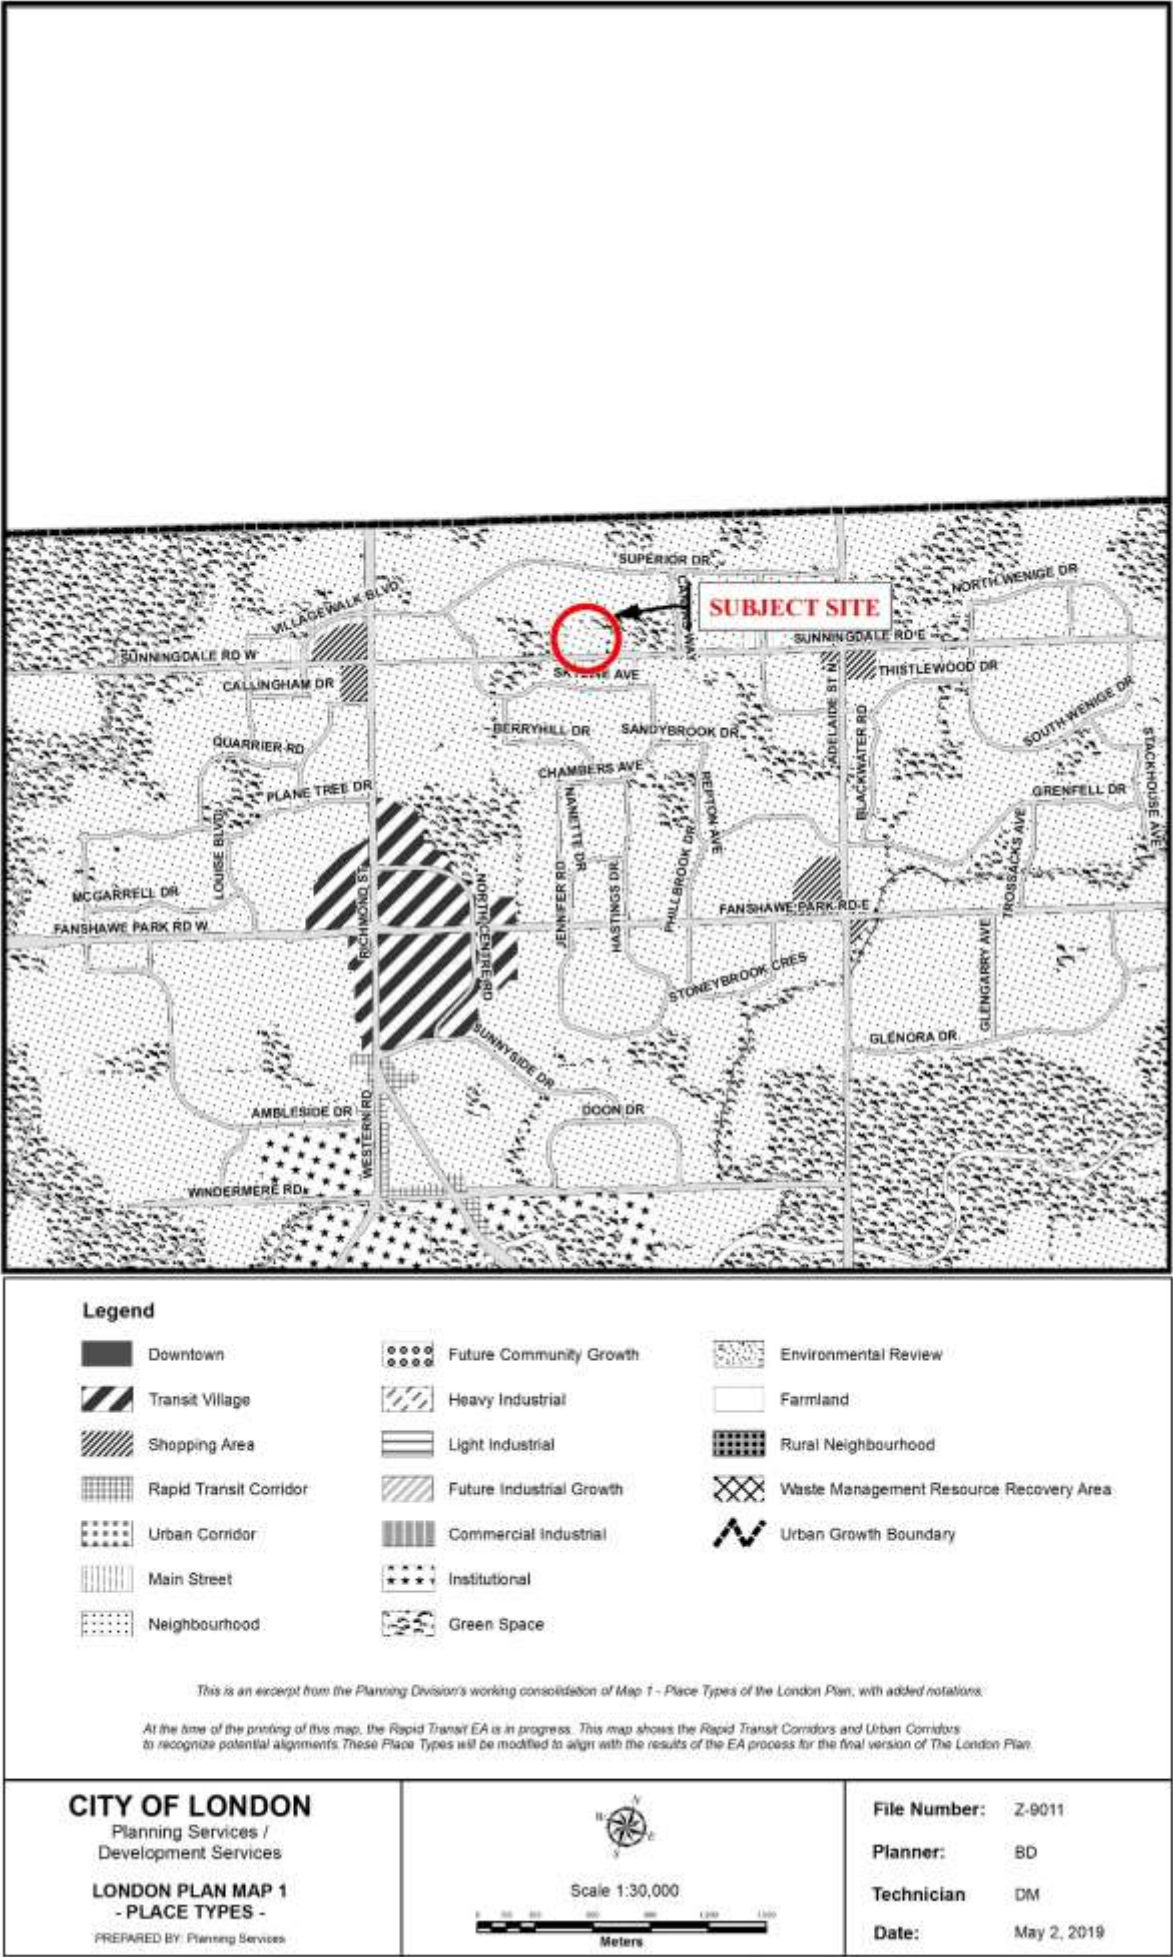 SUPERIOR DR
NORTH WENIGE DR
VILLAGEWALK BLVD
SUBJECT SITE
SUNNINGDALE RD E
SUNNINGDALE RD W
WAY
THISTLEWOOD DR
CALLINGHAM DR
SKYLINE AVE
SOUTH WENIGE DR
BERRYHILL DR
SANDYBROOK DR
ADELAIDE ST N
BLACKWATER RD
STACKHOUSE AVE
QUARRIER RD
CHAMBERS AVE
PLANE TREE DR
NANETTE DR
REPTON AVE
GRENFELL DR
LOUISE BLVD
PHILLBROOK DR
TROSSACKS AVE
MCGARRELL DR
RICHMOND ST
NORTH CENTRE RD
JENNIFER RD
HASTINGS DR
FANSHAWE PARK RD E
FANSHAWE PARK RD W
STONEYBROOK CRES
GLENGARRY AVE
SUNNYSIDE DR
GLENORA DR
AMBLESIDE DR
WESTERN RD
DOON DR
WINDERMERE RD
Legend
Downtown
Transit Village
Shopping Area
Rapid Transit Corridor
Urban Corridor
Main Street
Neighbourhood
Future Community Growth
Heavy Industrial
Light Industrial
Future Industrial Growth
Commercial Industrial
Institutional
Green Space
Environmental Review
Farmland
Rural Neighbourhood
Waste Management Resource Recovery Area
Urban Growth Boundary
This is an excerpt from the Planning Division's working consolidation of Map 1 - Place Types of the London Plan, with added notations.
At the time of the printing of this map, the Rapid Transit EA is in progress. This map shows the Rapid Transit Corridors and Urban Corridors
to recognize potential alignments. These Place Types will be modified to align with the results of the EA process for the final version of The London Plan.
CITY OF LONDON
Planning Services /
Development Services
LONDON PLAN MAP 1
- PLACE TYPES -
PREPARED BY: Planning Services
N
W
E
S
Scale 1:30,000
Meters
File Number: Z-9011
Planner: BD
Technician DM
Date: May 2, 2019